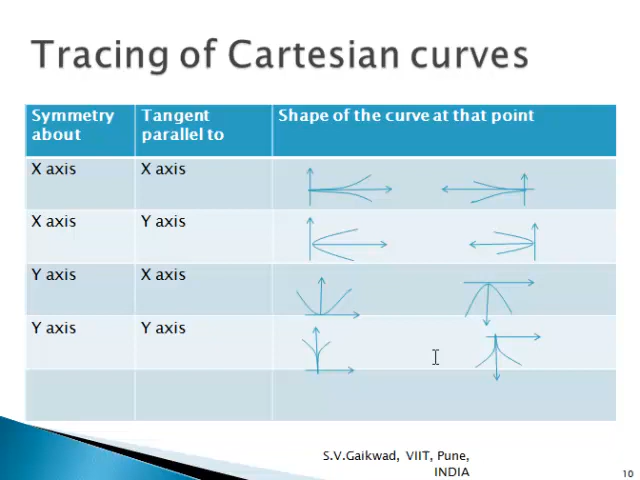 Tracing of Cartesian curves
Symmetry about
Tangent parallel to
Shape of the curve at that point
X axis
X axis
X axis
Y axis
Y axis
X axis
Y axis
Y axis
S.V.Gaikwad, VIIT, Pune,
INDIA
10